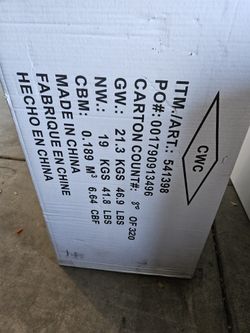 CWC
ITM./ART.: 541398
PO#: 001790913496
CARTON COUNT#: OF 320
GW.: 21.3 KGS 46.9 LBS
NW.: 19 KGS 41.8 LBS
CBM: 0.189 M³ 6.64 CBF
MADE IN CHINA
FABRIQUE EN CHINE
HECHO EN CHINA